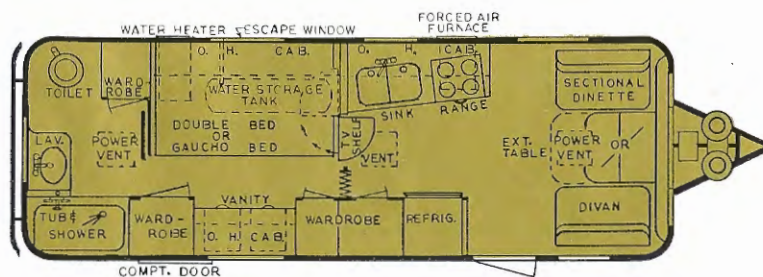 WATER HEATER
ESCAPE WINDOW
FORCED AIR
FURNACE
O. H. CAB.
O. H. CAB.
TOILET
WARD-
ROBE
WATER STORAGE
TANK
SINK
RANGE
SECTIONAL
DINETTE
DOUBLE BED
OR
GAUCHO BED
TV
SHELF
VENT
LAV.
POWER
VENT
EXT.
TABLE
POWER
VENT
OR
VANITY
TUB &
SHOWER
WARD-
ROBE
O. H. CAB.
WARDROBE
REFRIG.
DIVAN
COMPT. DOOR